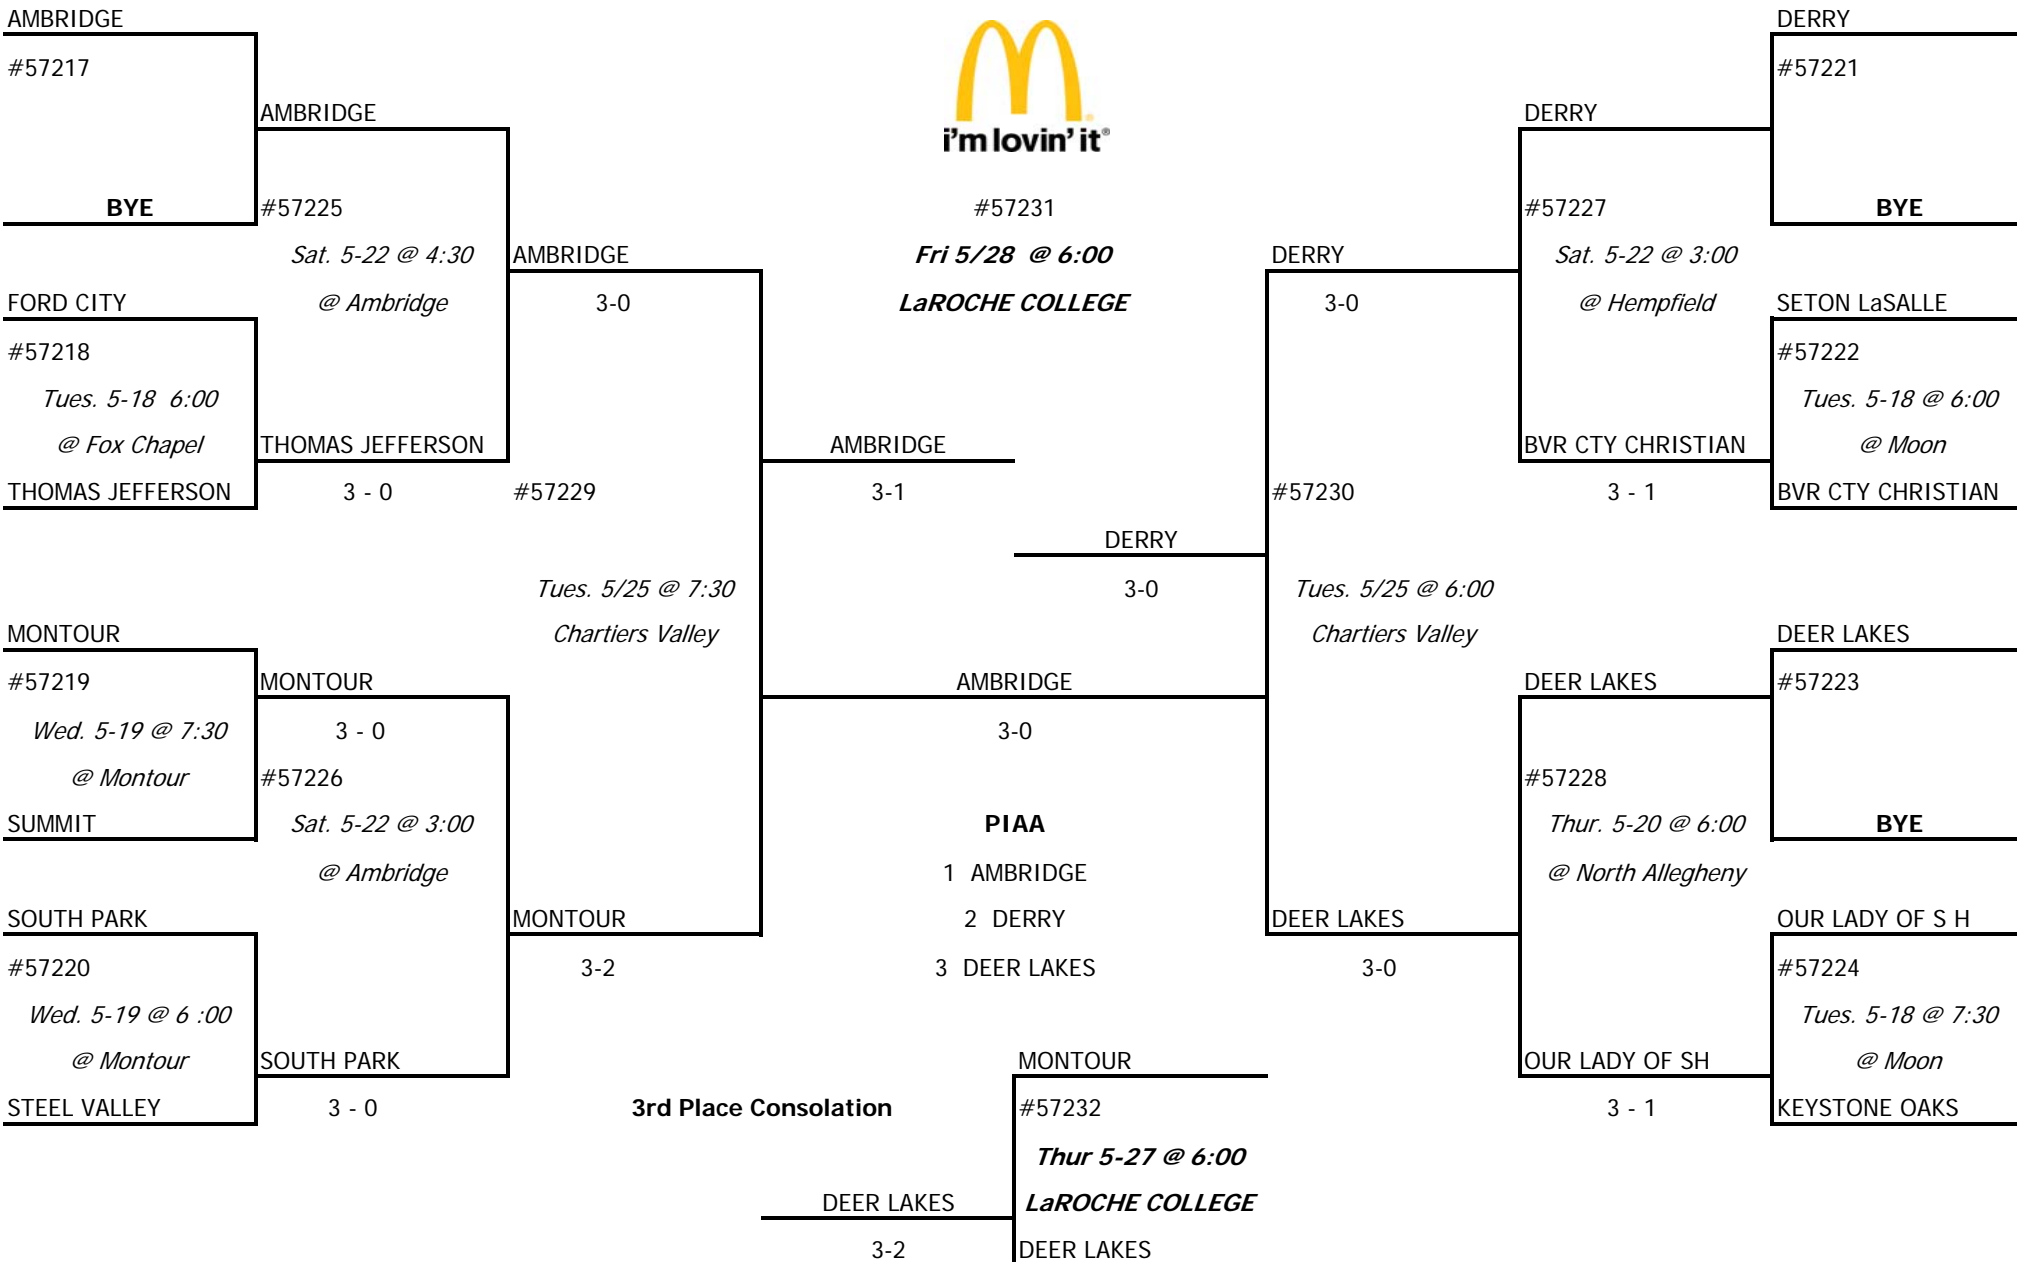 AMBRIDGE
#57217
AMBRIDGE
BYE
#57225
Sat. 5-22 @ 4:30
@ Ambridge
AMBRIDGE
3-0
FORD CITY
#57218
Tues. 5-18  6:00
@ Fox Chapel
THOMAS JEFFERSON
THOMAS JEFFERSON
3 - 0
#57229
Tues. 5/25 @ 7:30
Chartiers Valley
AMBRIDGE
3-1
MONTOUR
#57219
Wed. 5-19 @ 7:30
@ Montour
SUMMIT
MONTOUR
3 - 0
#57226
Sat. 5-22 @ 3:00
@ Ambridge
MONTOUR
3-2
SOUTH PARK
#57220
Wed. 5-19 @ 6 :00
@ Montour
STEEL VALLEY
SOUTH PARK
3 - 0
i'm lovin' it®
#57231
Fri 5/28  @ 6:00
LaROCHE COLLEGE
AMBRIDGE
3-0
PIAA
1  AMBRIDGE
2  DERRY
3  DEER LAKES
DERRY
#57221
BYE
DERRY
#57227
Sat. 5-22 @ 3:00
@ Hempfield
DERRY
3-0
SETON LaSALLE
#57222
Tues. 5-18 @ 6:00
@ Moon
BVR CTY CHRISTIAN
BVR CTY CHRISTIAN
3 - 1
#57230
Tues. 5/25 @ 6:00
Chartiers Valley
DERRY
3-0
DEER LAKES
#57223
BYE
DEER LAKES
#57228
Thur. 5-20 @ 6:00
@ North Allegheny
DEER LAKES
3-0
OUR LADY OF S H
#57224
Tues. 5-18 @ 7:30
@ Moon
KEYSTONE OAKS
OUR LADY OF SH
3 - 1
3rd Place Consolation
MONTOUR
#57232
Thur 5-27 @ 6:00
LaROCHE COLLEGE
DEER LAKES
DEER LAKES
3-2